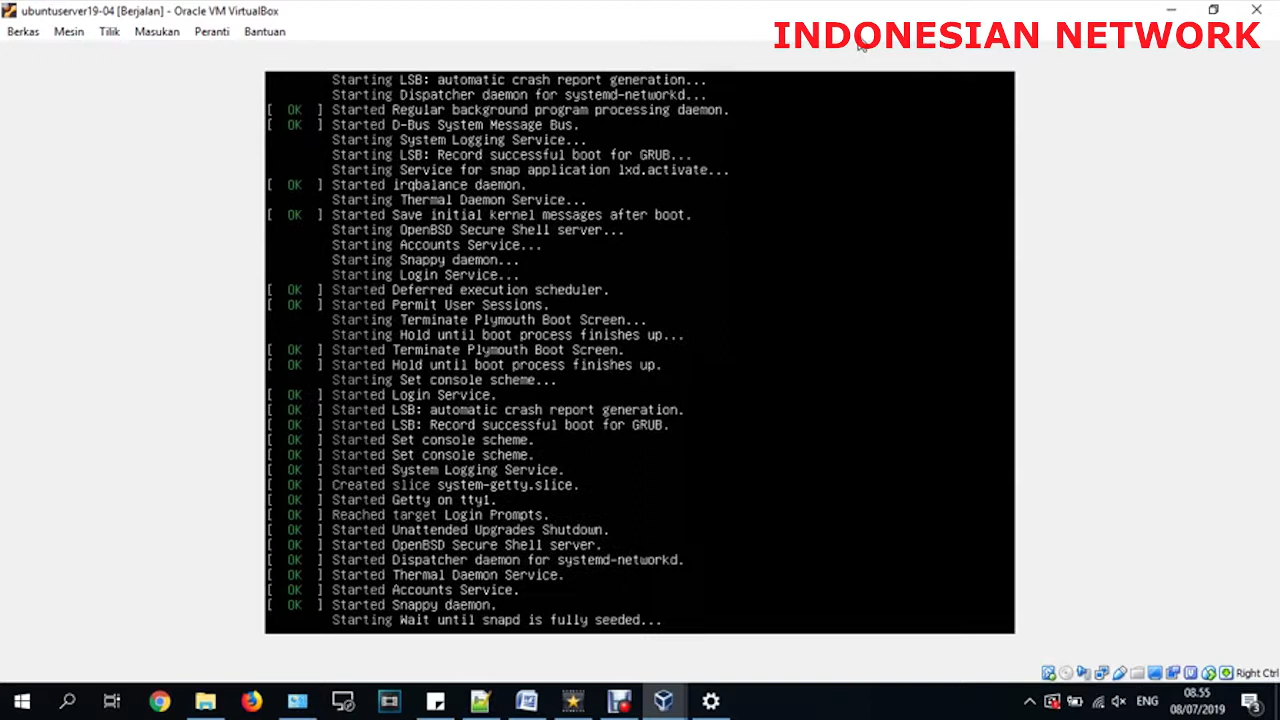 ubuntuserver19-04 [Berjalan] - Oracle VM VirtualBox
Berkas Mesin Tilik Masukan Peranti Bantuan
INDONESIAN NETWORK
Starting LSB: automatic crash report generation...
Starting Dispatcher daemon for systemd-networkd...
[ OK ] Started Regular background program processing daemon.
[ OK ] Started D-Bus System Message Bus.
Starting System Logging Service...
Starting LSB: Record successful boot for GRUB...
Starting Service for snap application lxd.activate...
[ OK ] Started irqbalance daemon.
Starting Thermal Daemon Service...
[ OK ] Started Save initial kernel messages after boot.
Starting OpenBSD Secure Shell server...
Starting Accounts Service...
Starting Snappy daemon...
Starting Login Service...
[ OK ] Started Deferred execution scheduler.
[ OK ] Started Permit User Sessions.
Starting Terminate Plymouth Boot Screen...
Starting Hold until boot process finishes up...
[ OK ] Started Terminate Plymouth Boot Screen.
[ OK ] Started Hold until boot process finishes up.
Starting Set console scheme...
[ OK ] Started Login Service.
[ OK ] Started LSB: automatic crash report generation.
[ OK ] Started LSB: Record successful boot for GRUB.
[ OK ] Started Set console scheme.
[ OK ] Started Set console scheme.
[ OK ] Started System Logging Service.
[ OK ] Created slice system-getty.slice.
[ OK ] Started Getty on tty1.
[ OK ] Reached target Login Prompts.
[ OK ] Started Unattended Upgrades Shutdown.
[ OK ] Started OpenBSD Secure Shell server.
[ OK ] Started Dispatcher daemon for systemd-networkd.
[ OK ] Started Thermal Daemon Service.
[ OK ] Started Accounts Service.
[ OK ] Started Snappy daemon.
Starting Wait until snapd is fully seeded...
Right Ctrl
ENG
08.55
08/07/2019
3